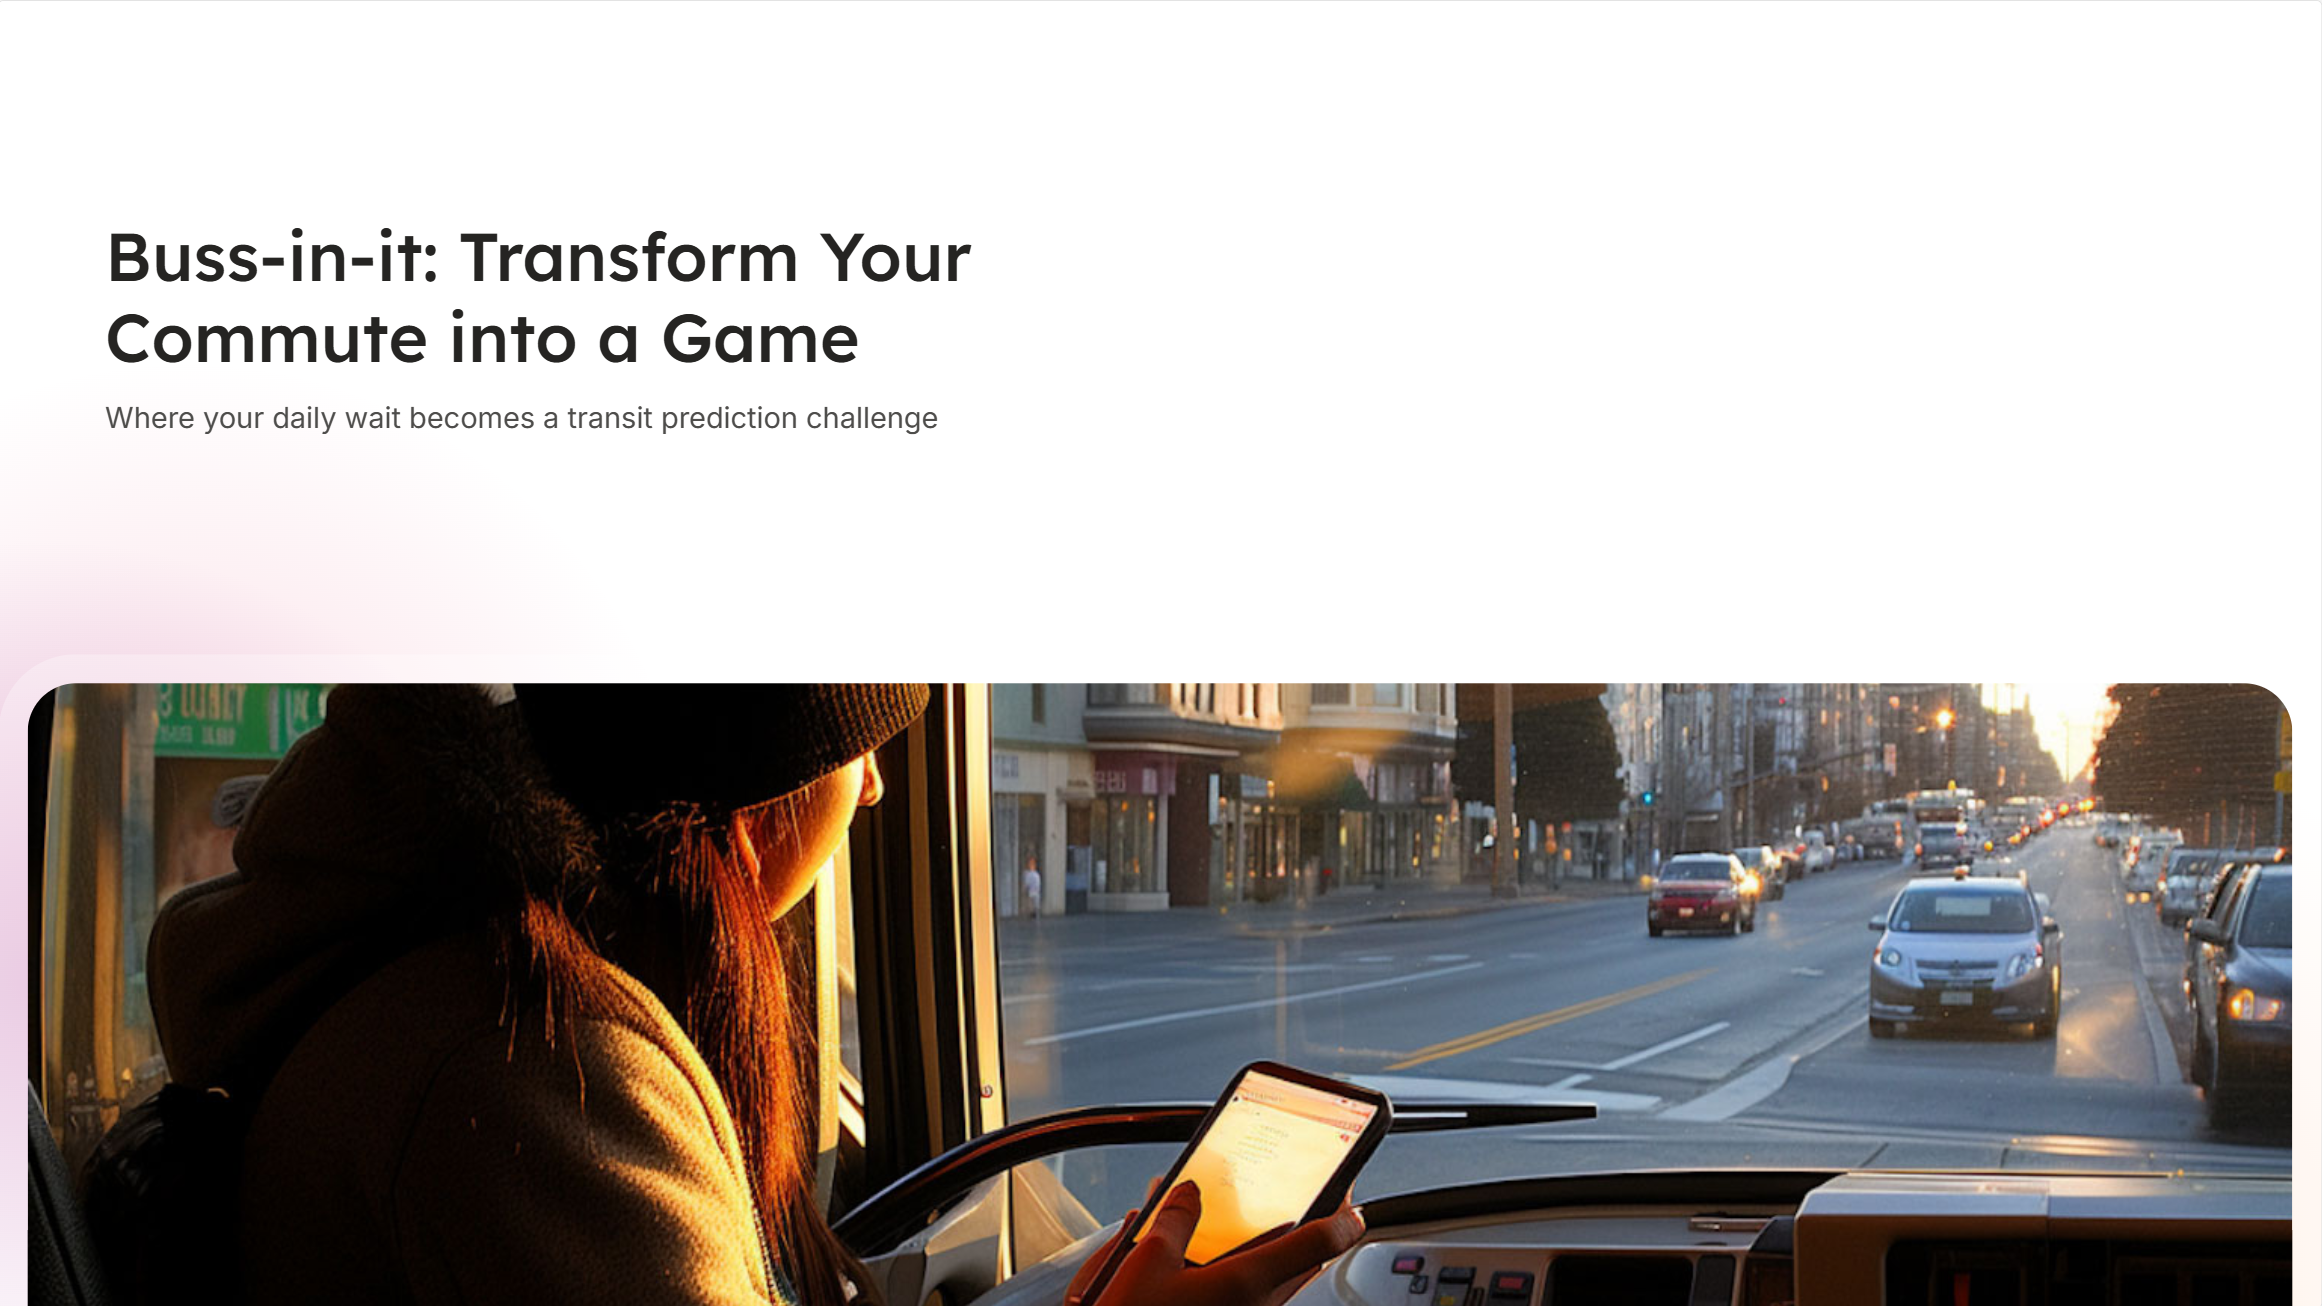 Buss-in-it: Transform Your
Commute into a Game
Where your daily wait becomes a transit prediction challenge